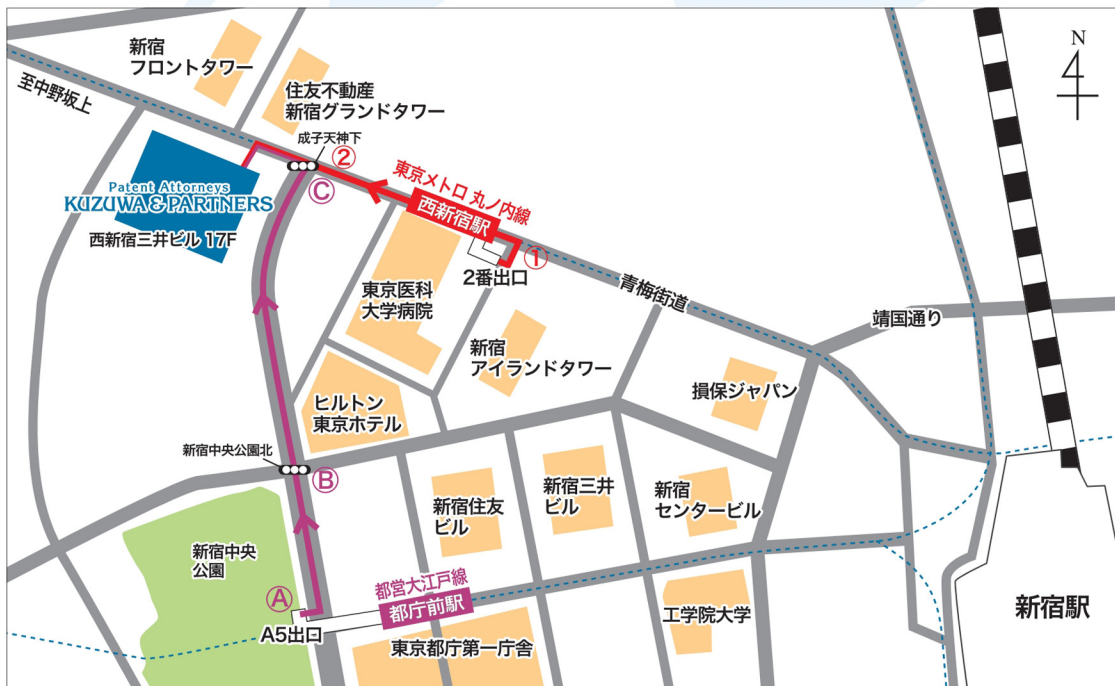 新宿
フロントタワー
N
至中野坂上
住友不動産
新宿グランドタワー
成子天神下
②
Ⓒ
東京メトロ 丸ノ内線
西新宿駅
①
2番出口
Patent Attorneys
KUZUWA & PARTNERS
西新宿三井ビル 17F
東京医科
大学病院
青梅街道
靖国通り
新宿
アイランドタワー
損保ジャパン
ヒルトン
東京ホテル
新宿中央公園北
Ⓑ
新宿住友
ビル
新宿三井
ビル
新宿
センタービル
新宿中央
公園
都営大江戸線
都庁前駅
Ⓐ
A5出口
東京都庁第一庁舎
工学院大学
新宿駅